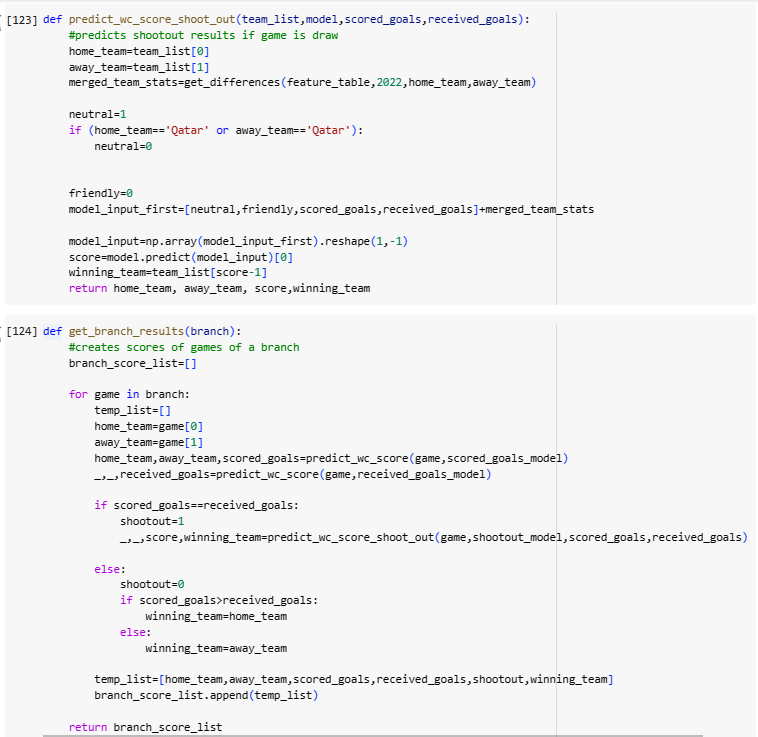 [123] def predict_wc_score_shoot_out(team_list,model,scored_goals,received_goals):
    #predicts shootout results if game is draw
    home_team=team_list[0]
    away_team=team_list[1]
    merged_team_stats=get_differences(feature_table,2022,home_team,away_team)
    neutral=1
    if (home_team=='Qatar' or away_team=='Qatar'):
        neutral=0
    friendly=0
    model_input_first=[neutral,friendly,scored_goals,received_goals]+merged_team_stats
    model_input=np.array(model_input_first).reshape(1,-1)
    score=model.predict(model_input)[0]
    winning_team=team_list[score-1]
    return home_team, away_team, score,winning_team
[124] def get_branch_results(branch):
    #creates scores of games of a branch
    branch_score_list=[]
    for game in branch:
        temp_list=[]
        home_team=game[0]
        away_team=game[1]
        home_team,away_team,scored_goals=predict_wc_score(game,scored_goals_model)
        _,_,received_goals=predict_wc_score(game,received_goals_model)
        if scored_goals==received_goals:
            shootout=1
            _,_,score,winning_team=predict_wc_score_shoot_out(game,shootout_model,scored_goals,received_goals)
        else:
            shootout=0
            if scored_goals>received_goals:
                winning_team=home_team
            else:
                winning_team=away_team
        temp_list=[home_team,away_team,scored_goals,received_goals,shootout,winning_team]
        branch_score_list.append(temp_list)
    return branch_score_list